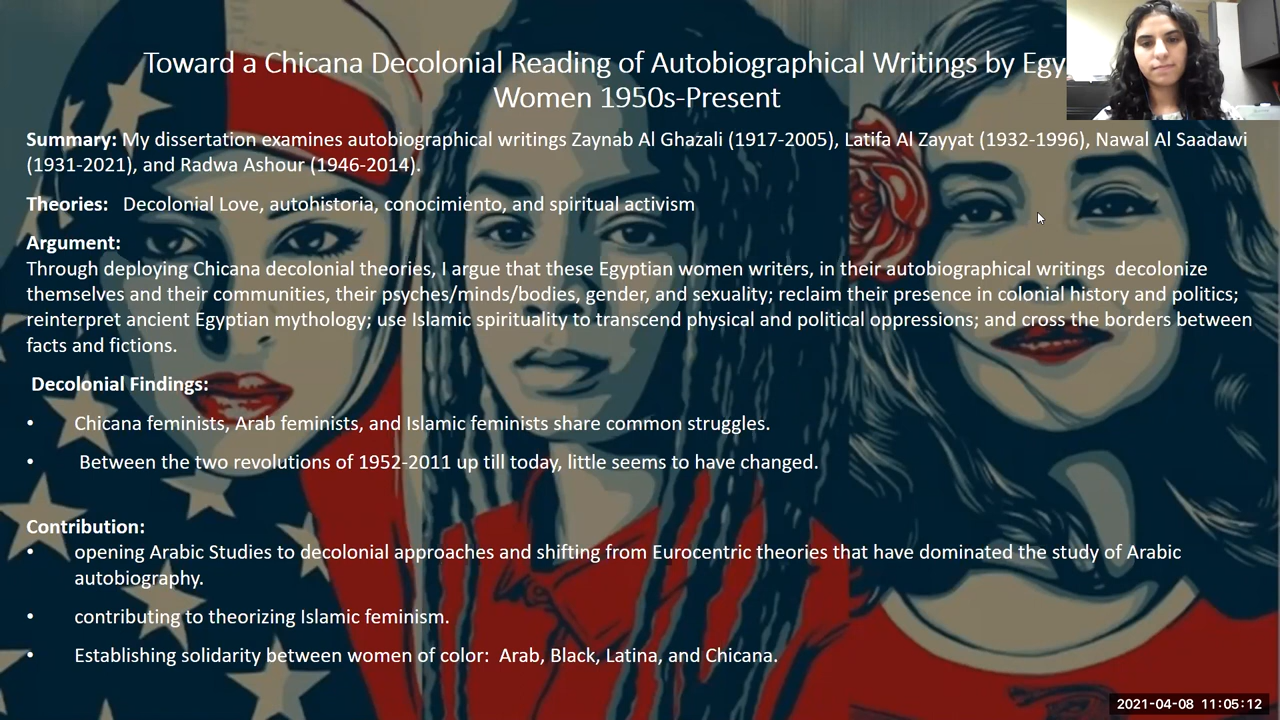 Toward a Chicana Decolonial Reading of Autobiographical Writings by Egy
Women 1950s-Present
Summary: My dissertation examines autobiographical writings Zaynab Al Ghazali (1917-2005), Latifa Al Zayyat (1932-1996), Nawal Al Saadawi
(1931-2021), and Radwa Ashour (1946-2014).
Theories: Decolonial Love, autohistoria, conocimiento, and spiritual activism
Argument:
Through deploying Chicana decolonial theories, I argue that these Egyptian women writers, in their autobiographical writings decolonize
themselves and their communities, their psyches/minds/bodies, gender, and sexuality; reclaim their presence in colonial history and politics;
reinterpret ancient Egyptian mythology; use Islamic spirituality to transcend physical and political oppressions; and cross the borders between
facts and fictions.
Decolonial Findings:
• Chicana feminists, Arab feminists, and Islamic feminists share common struggles.
• Between the two revolutions of 1952-2011 up till today, little seems to have changed.
Contribution:
• opening Arabic Studies to decolonial approaches and shifting from Eurocentric theories that have dominated the study of Arabic
autobiography.
• contributing to theorizing Islamic feminism.
• Establishing solidarity between women of color: Arab, Black, Latina, and Chicana.
2021-04-08 11:05:12